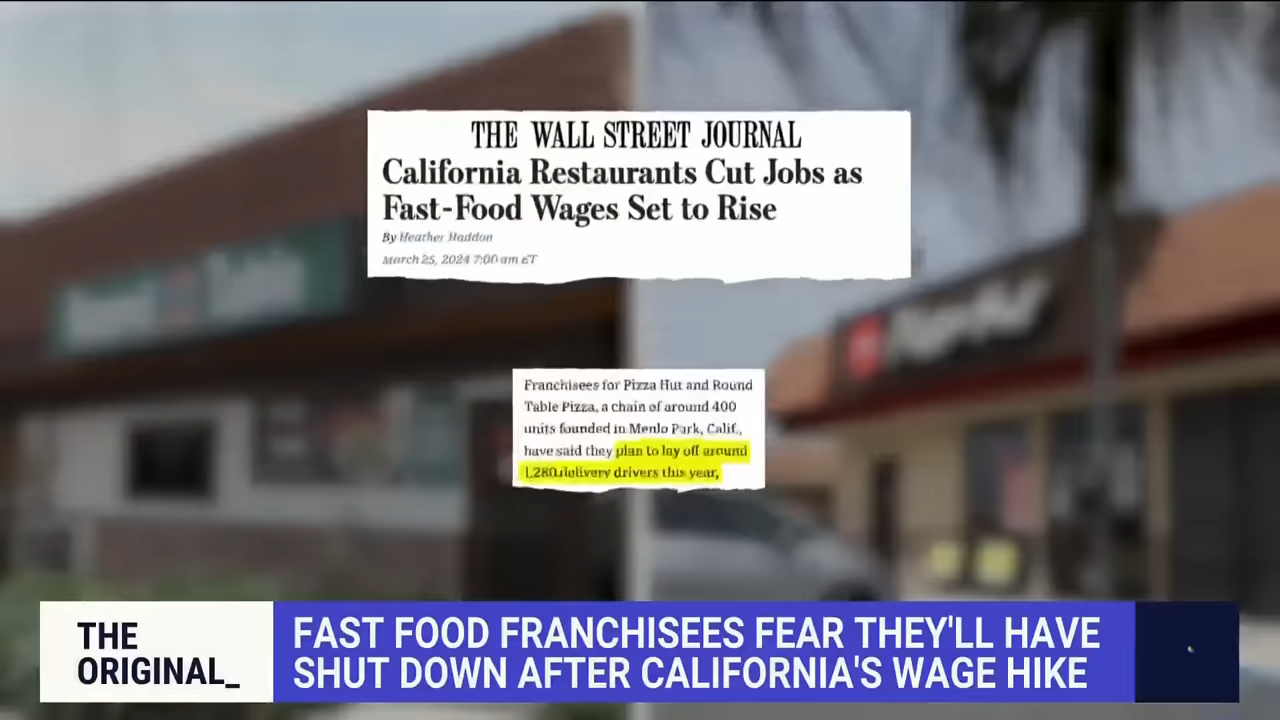 THE WALL STREET JOURNAL
California Restaurants Cut Jobs as
Fast-Food Wages Set to Rise
By Heather Haddon
March 25, 2024 7:00 am ET
Franchisees for Pizza Hut and Round
Table Pizza, a chain of around 400
units founded in Menlo Park, Calif.,
have said they plan to lay off around
1,280 delivery drivers this year,
THE
ORIGINAL_
FAST FOOD FRANCHISEES FEAR THEY'LL HAVE
SHUT DOWN AFTER CALIFORNIA'S WAGE HIKE